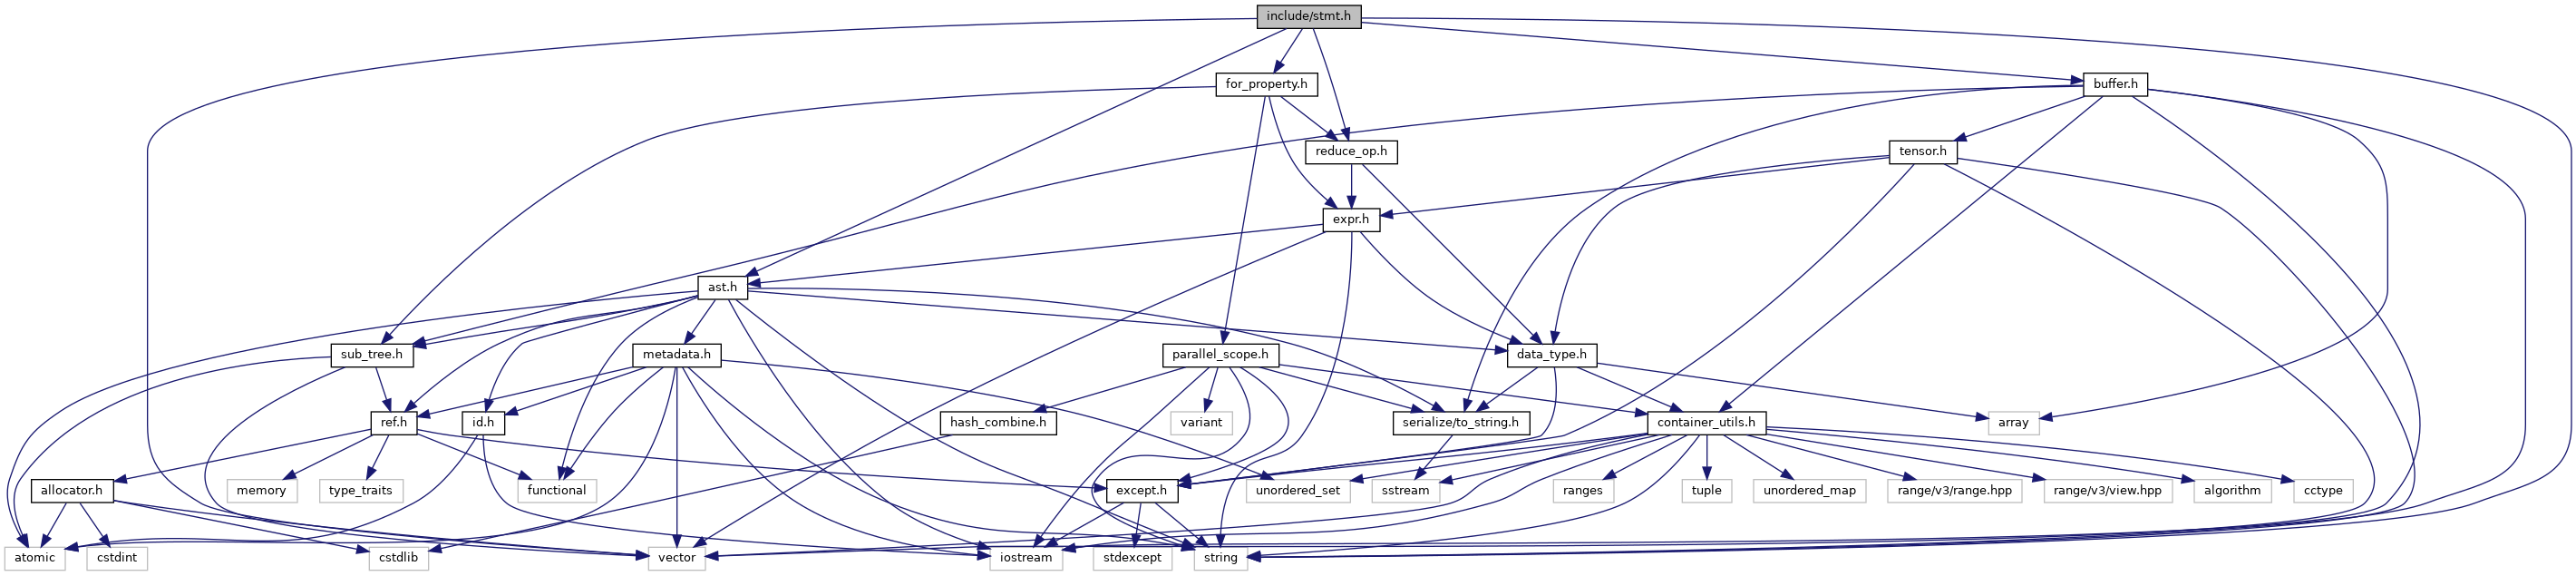 include/stmt.h
for_property.h
buffer.h
reduce_op.h
tensor.h
expr.h
ast.h
sub_tree.h
metadata.h
parallel_scope.h
data_type.h
ref.h
id.h
hash_combine.h
variant
serialize/to_string.h
container_utils.h
array
allocator.h
memory
type_traits
functional
except.h
unordered_set
sstream
ranges
tuple
unordered_map
range/v3/range.hpp
range/v3/view.hpp
algorithm
cctype
atomic
cstdint
cstdlib
vector
iostream
stdexcept
string